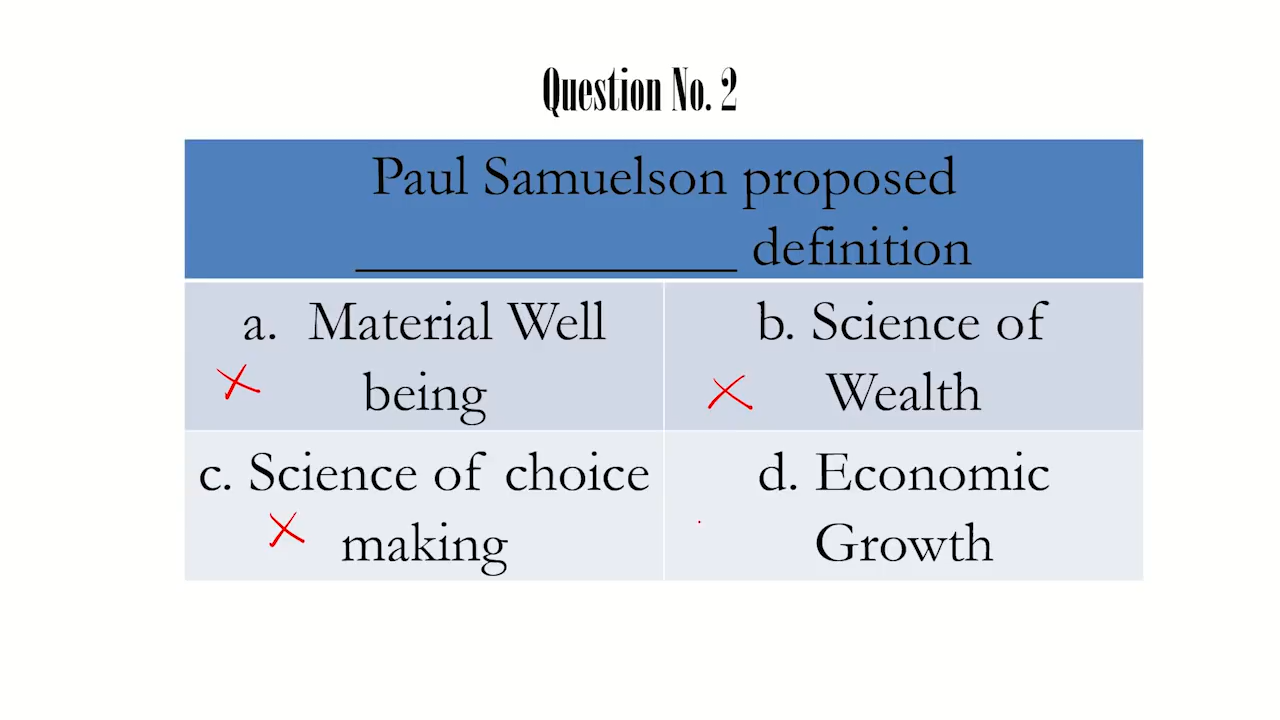 Question No. 2
Paul Samuelson proposed
______________ definition
a. Material Well
being
b. Science of
Wealth
c. Science of choice
making
d. Economic
Growth